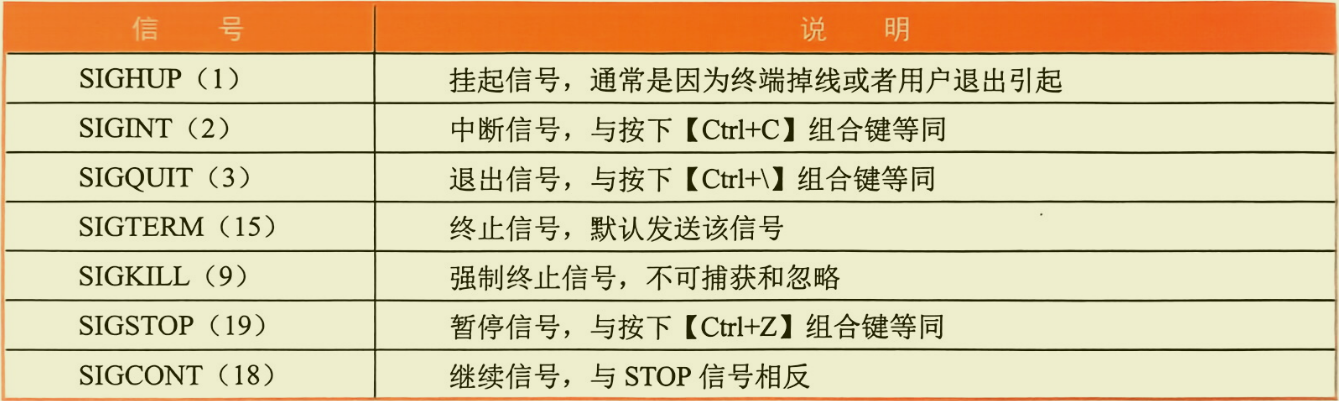 信 号 说 明
SIGHUP（1） 挂起信号，通常是因为终端掉线或者用户退出引起
SIGINT（2） 中断信号，与按下【Ctrl+C】组合键等同
SIGQUIT（3） 退出信号，与按下【Ctrl+\】组合键等同
SIGTERM（15） 终止信号，默认发送该信号
SIGKILL（9） 强制终止信号，不可捕获和忽略
SIGSTOP（19） 暂停信号，与按下【Ctrl+Z】组合键等同
SIGCONT（18） 继续信号，与 STOP 信号相反